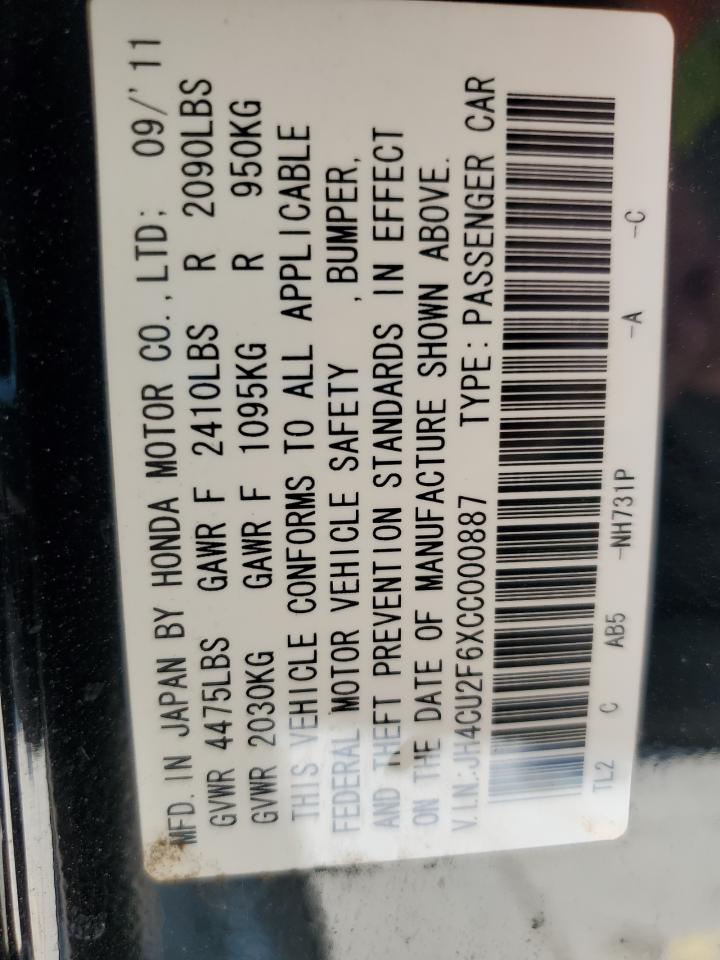 MFD. IN JAPAN BY HONDA MOTOR CO., LTD; 09/'11
GVWR 4475LBS GAWR F 2410LBS R 2090LBS
GVWR 2030KG GAWR F 1095KG R 950KG
THIS VEHICLE CONFORMS TO ALL APPLICABLE
FEDERAL MOTOR VEHICLE SAFETY , BUMPER,
AND THEFT PREVENTION STANDARDS IN EFFECT
ON THE DATE OF MANUFACTURE SHOWN ABOVE.
V.I.N.:JH4CU2F6XCC000887 TYPE:PASSENGER CAR
TL2 C AB5 -NH731P -A -C